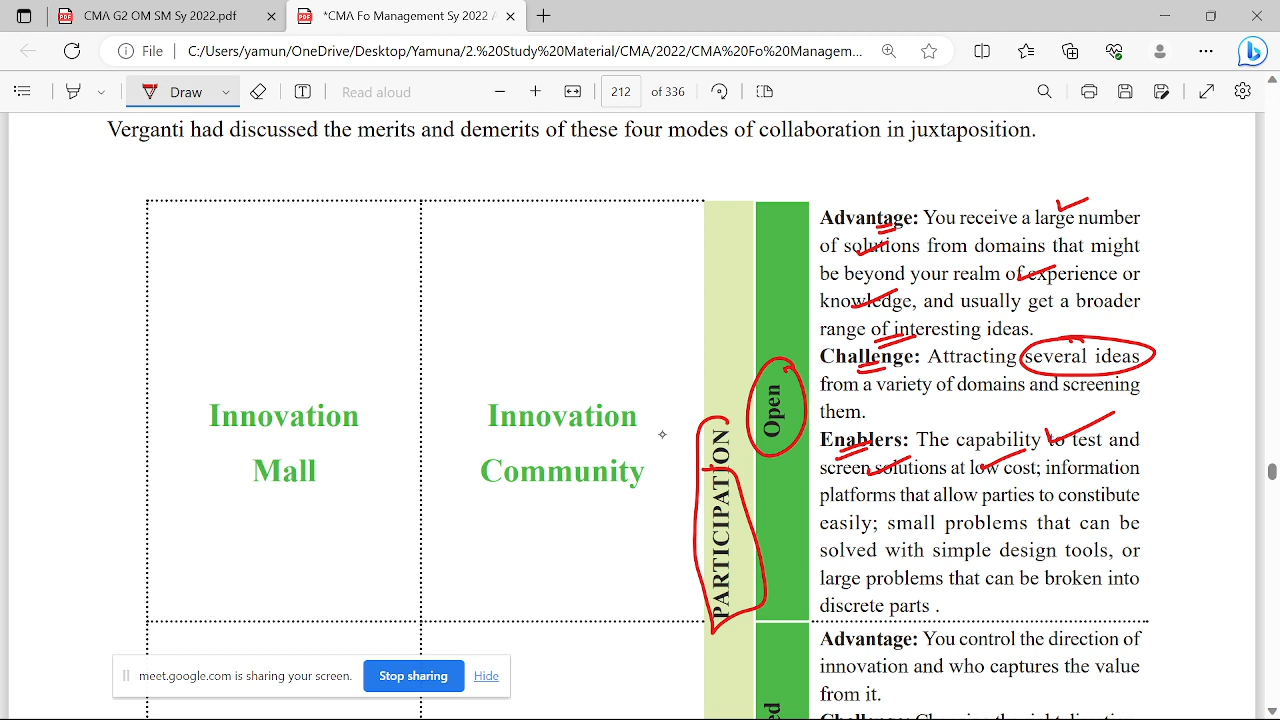 CMA G2 OM SM Sy 2022.pdf
*CMA Fo Management Sy 2022
File
C:/Users/yamun/OneDrive/Desktop/Yamuna/2.%20Study%20Material/CMA/2022/CMA%20Fo%20Managem...
Draw
Read aloud
212
of 336
Verganti had discussed the merits and demerits of these four modes of collaboration in juxtaposition.
Innovation
Mall
Innovation
Community
PARTICIPATION
Open
Advantage: You receive a large number
of solutions from domains that might
be beyond your realm of experience or
knowledge, and usually get a broader
range of interesting ideas.
Challenge: Attracting several ideas
from a variety of domains and screening
them.
Enablers: The capability to test and
screen solutions at low cost; information
platforms that allow parties to constibute
easily; small problems that can be
solved with simple design tools, or
large problems that can be broken into
discrete parts .
Advantage: You control the direction of
innovation and who captures the value
from it.
meet.google.com is sharing your screen.
Stop sharing
Hide